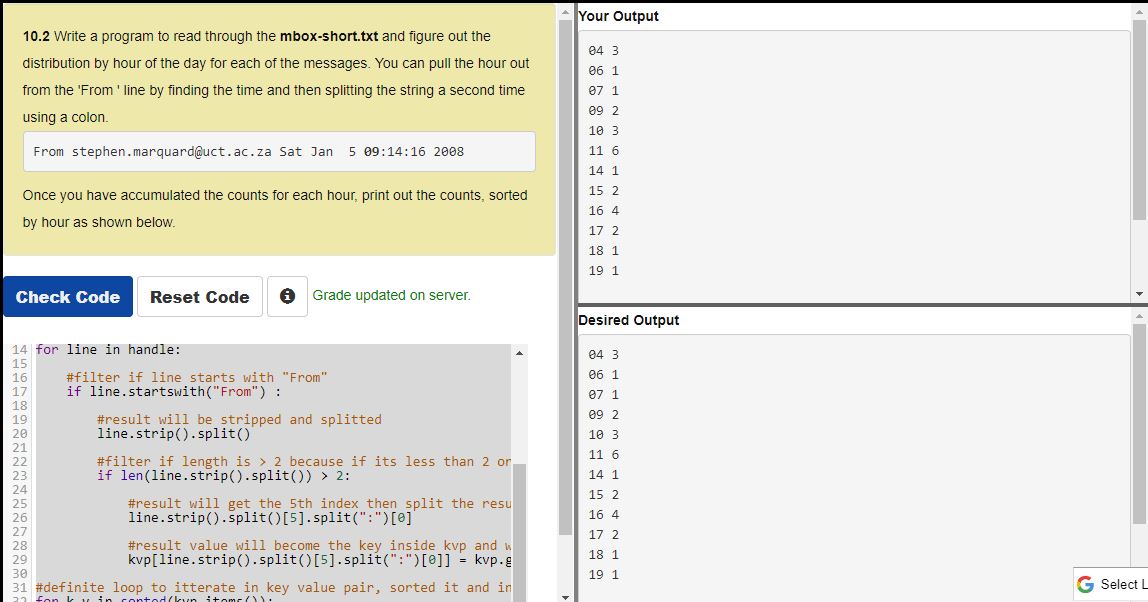 10.2 Write a program to read through the mbox-short.txt and figure out the
distribution by hour of the day for each of the messages. You can pull the hour out
from the 'From ' line by finding the time and then splitting the string a second time
using a colon.
From stephen.marquard@uct.ac.za Sat Jan  5 09:14:16 2008
Once you have accumulated the counts for each hour, print out the counts, sorted
by hour as shown below.
Check Code
Reset Code
Grade updated on server.
14 for line in handle:
15
16     #filter if line starts with "From"
17     if line.startswith("From") :
18
19         #result will be stripped and splitted
20         line.strip().split()
21
22         #filter if length is > 2 because if its less than 2 or
23         if len(line.strip().split()) > 2:
24
25             #result will get the 5th index then split the resu
26             line.strip().split()[5].split(":")[0]
27
28             #result value will become the key inside kvp and w
29             kvp[line.strip().split()[5].split(":")[0]] = kvp.g
30
31 #definite loop to itterate in key value pair, sorted it and in
32 for k,v in sorted(kvp.items()):
Your Output
04 3
06 1
07 1
09 2
10 3
11 6
14 1
15 2
16 4
17 2
18 1
19 1
Desired Output
04 3
06 1
07 1
09 2
10 3
11 6
14 1
15 2
16 4
17 2
18 1
19 1
Select L